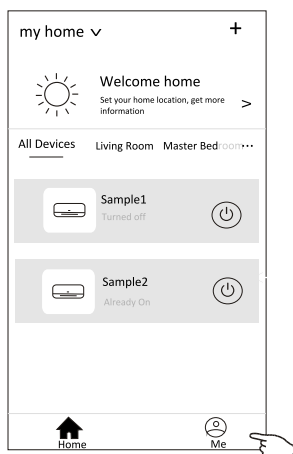 my home
+
Welcome home
Set your home location, get more
information
>
All Devices Living Room Master Bedroom...
Sample1
Turned off
Sample2
Already On
Home Me